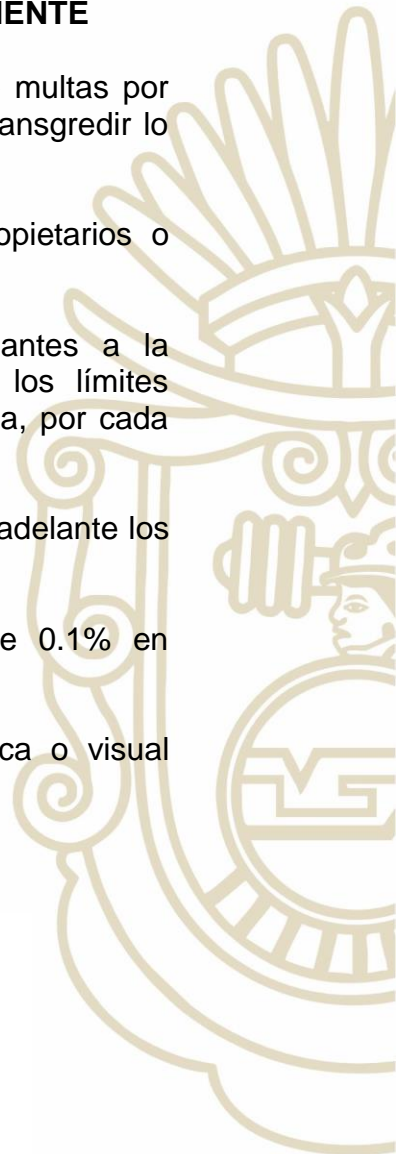 IENTE
multas por
ansgredir lo
opietarios o
antes a la
los límites
a, por cada
adelante los
e 0.1% en
ca o visual